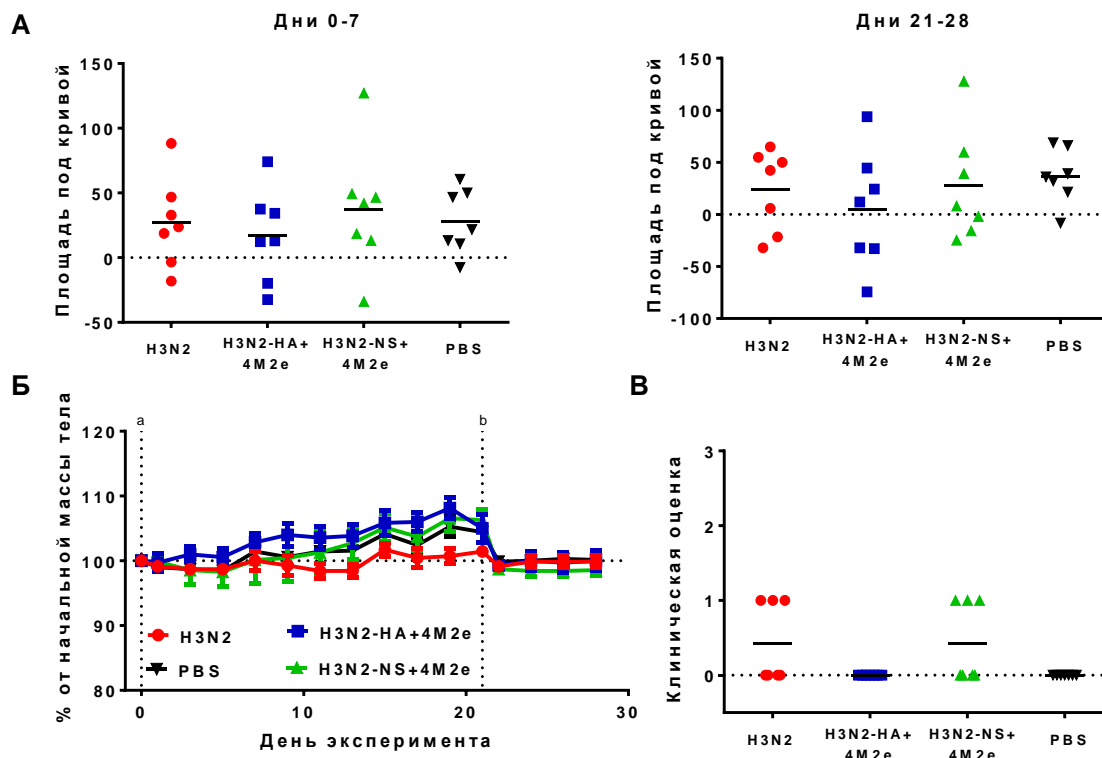 А
Дни 0-7
Площадь под кривой
150
100
50
0
-50
H3N2
H3N2-HA+
4M2e
H3N2-NS+
4M2e
PBS
Дни 21-28
Площадь под кривой
150
100
50
0
-50
-100
H3N2
H3N2-HA+
4M2e
H3N2-NS+
4M2e
PBS
Б
% от начальной массы тела
120
110
100
90
80
a
b
H3N2
PBS
H3N2-HA+4M2e
H3N2-NS+4M2e
0
10
20
30
День эксперимента
В
Клиническая оценка
3
2
1
0
H3N2
H3N2-HA+
4M2e
H3N2-NS+
4M2e
PBS